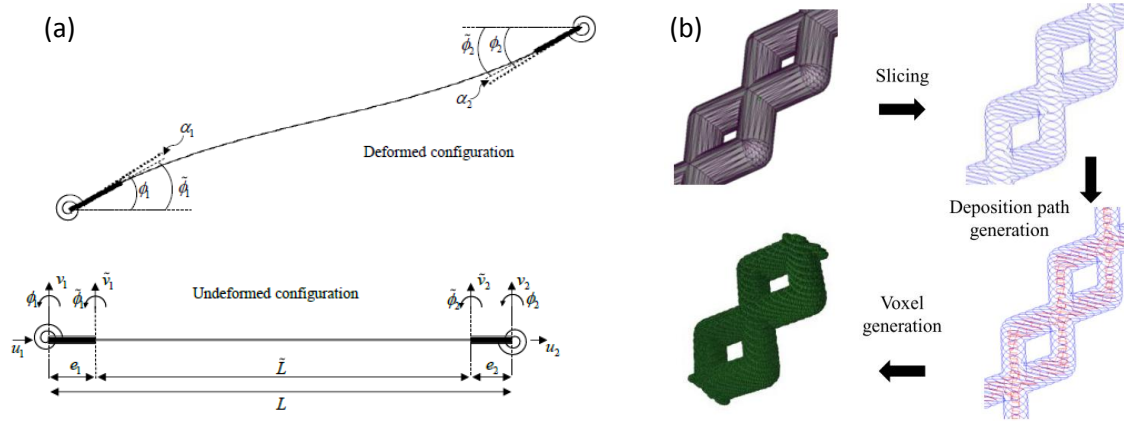 (a)
ϕ̃₂ ϕ₂
α₂
α₁
Deformed configuration
ϕ₁ ϕ̃₁
Undeformed configuration
ϕ₁ v₁ ϕ̃₁ ṽ₁
ϕ̃₂ ṽ₂ v₂ ϕ₂
u₁ u₂
e₁ L̃ e₂
L
(b)
Slicing
Deposition path
generation
Voxel
generation